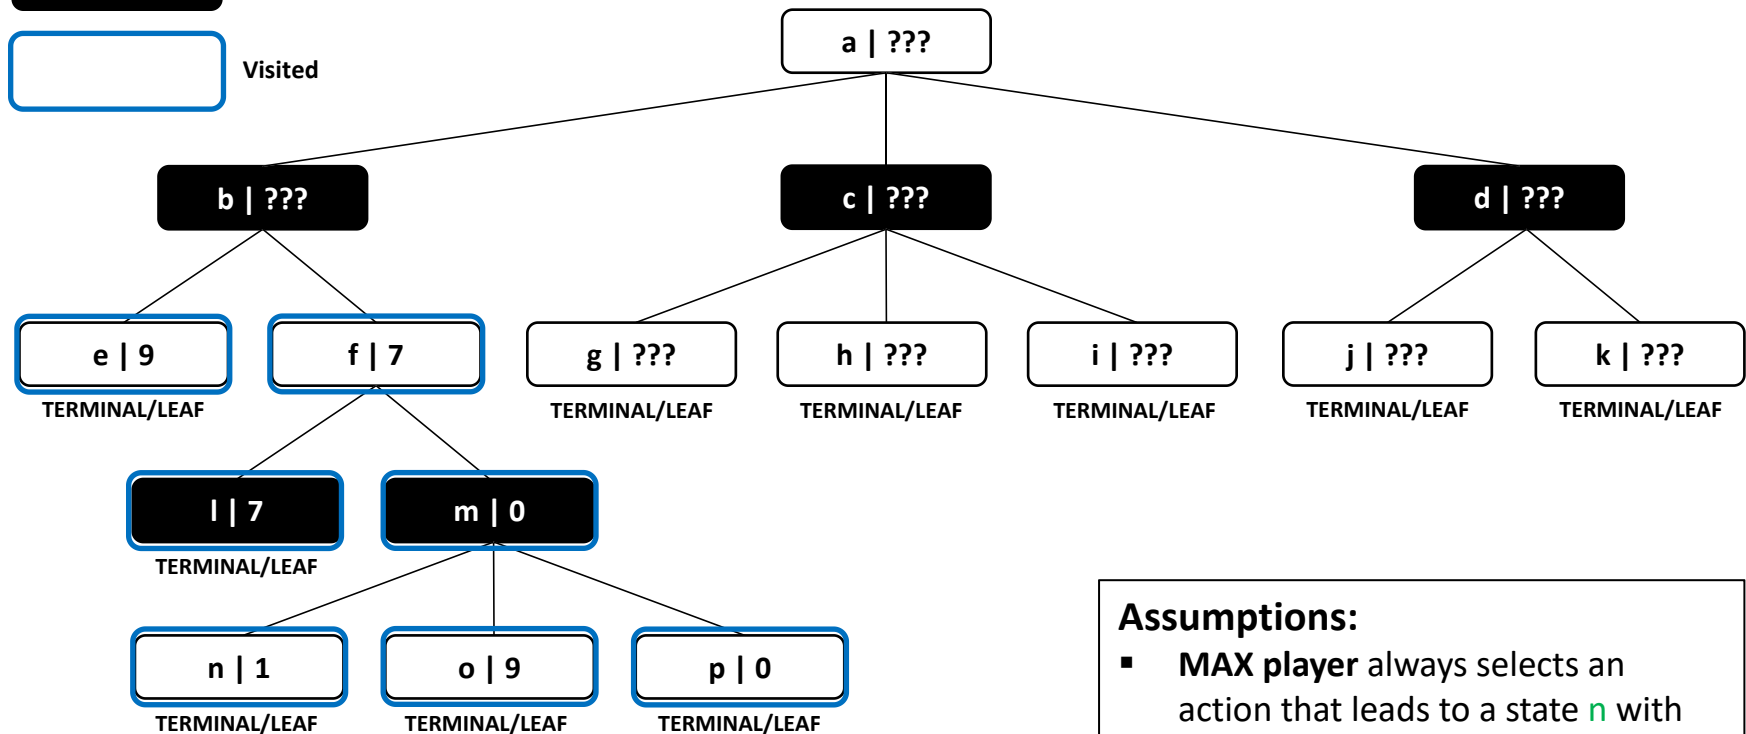 a | ???
Visited
b | ???
c | ???
d | ???
e | 9
f | 7
g | ???
h | ???
i | ???
j | ???
k | ???
TERMINAL/LEAF
TERMINAL/LEAF
TERMINAL/LEAF
TERMINAL/LEAF
TERMINAL/LEAF
TERMINAL/LEAF
l | 7
m | 0
TERMINAL/LEAF
n | 1
o | 9
p | 0
TERMINAL/LEAF
TERMINAL/LEAF
TERMINAL/LEAF
Assumptions:
▪ MAX player always selects an
action that leads to a state n with